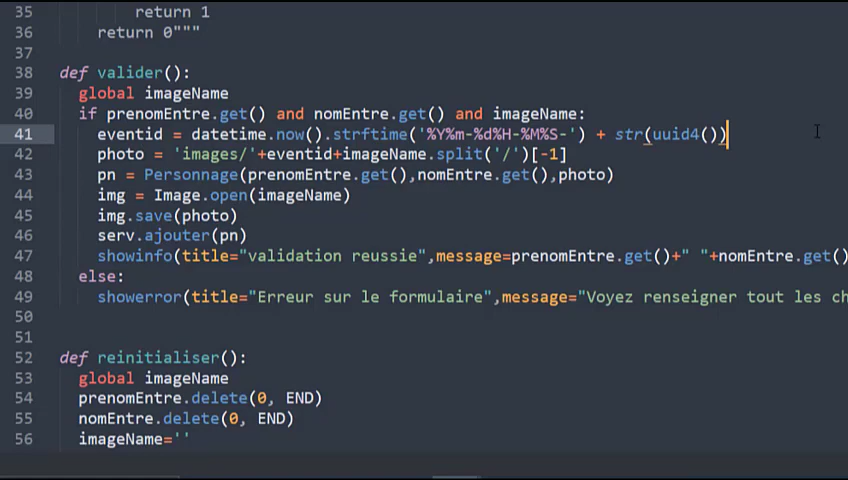 35 return 1
36 return 0"""
37
38 def valider():
39 global imageName
40 if prenomEntre.get() and nomEntre.get() and imageName:
41 eventid = datetime.now().strftime('%Y%m-%d%H-%M%S-') + str(uuid4())
42 photo = 'images/'+eventid+imageName.split('/')[-1]
43 pn = Personnage(prenomEntre.get(),nomEntre.get(),photo)
44 img = Image.open(imageName)
45 img.save(photo)
46 serv.ajouter(pn)
47 showinfo(title="validation reussie",message=prenomEntre.get()+" "+nomEntre.get()
48 else:
49 showerror(title="Erreur sur le formulaire",message="Voyez renseigner tout les ch
50
51
52 def reinitialiser():
53 global imageName
54 prenomEntre.delete(0, END)
55 nomEntre.delete(0, END)
56 imageName=''